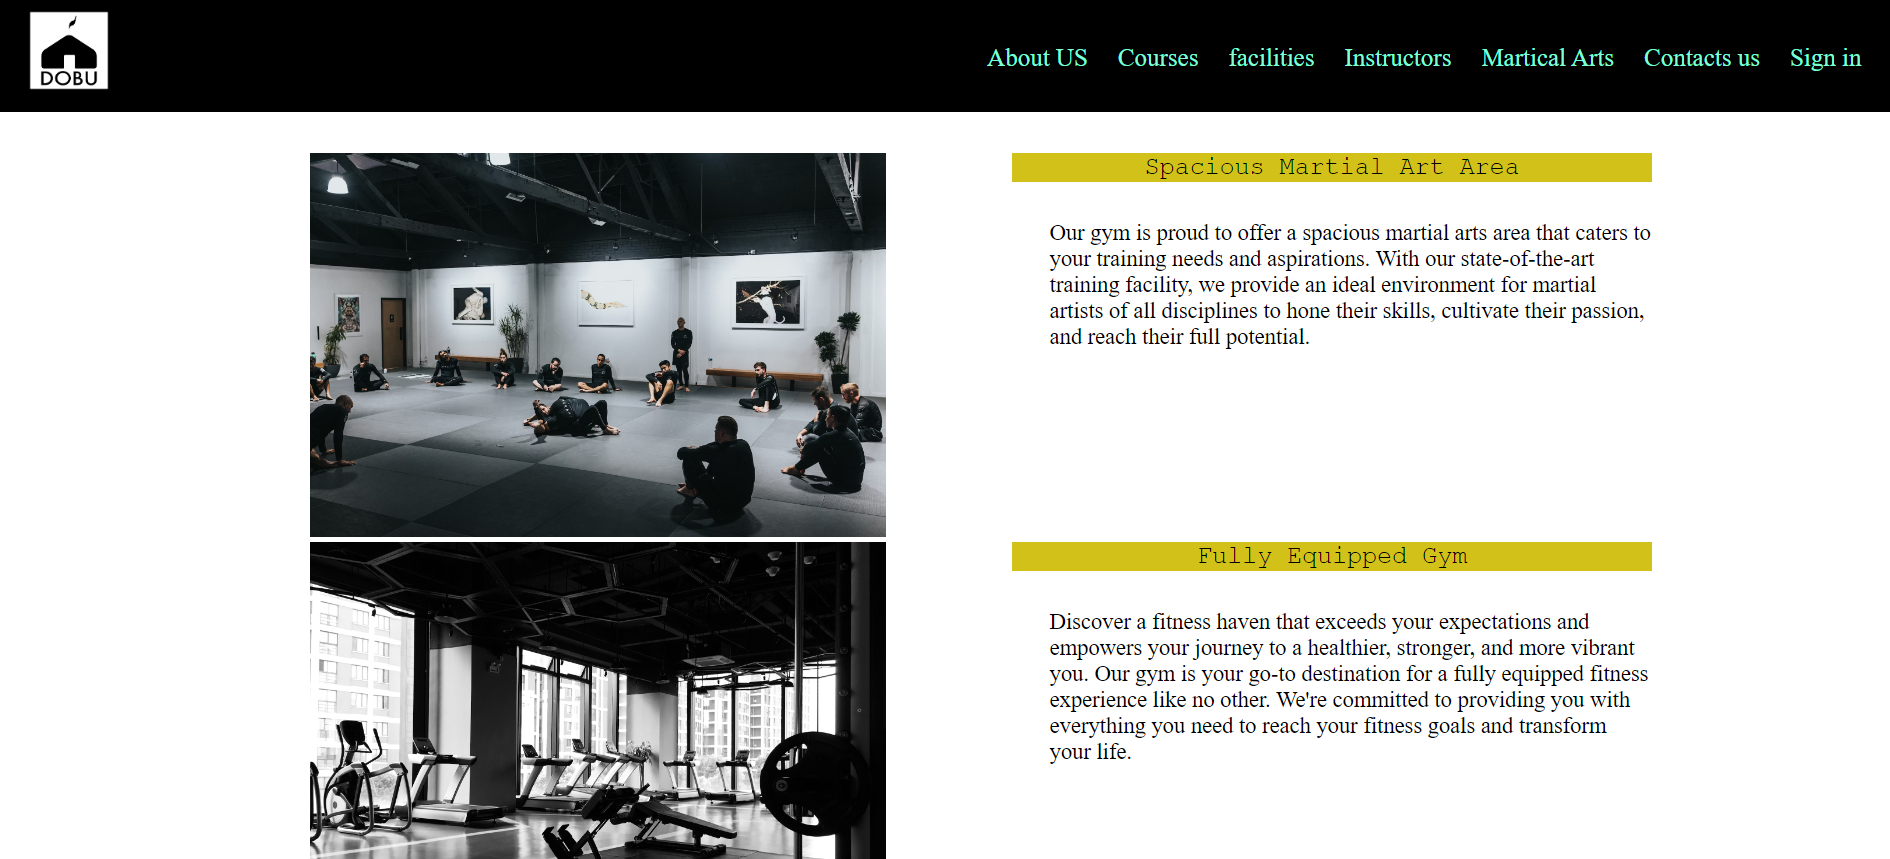 DOBU
About US Courses facilities Instructors Martical Arts Contacts us Sign in
Spacious Martial Art Area
Our gym is proud to offer a spacious martial arts area that caters to
your training needs and aspirations. With our state-of-the-art
training facility, we provide an ideal environment for martial
artists of all disciplines to hone their skills, cultivate their passion,
and reach their full potential.
Fully Equipped Gym
Discover a fitness haven that exceeds your expectations and
empowers your journey to a healthier, stronger, and more vibrant
you. Our gym is your go-to destination for a fully equipped fitness
experience like no other. We're committed to providing you with
everything you need to reach your fitness goals and transform
your life.